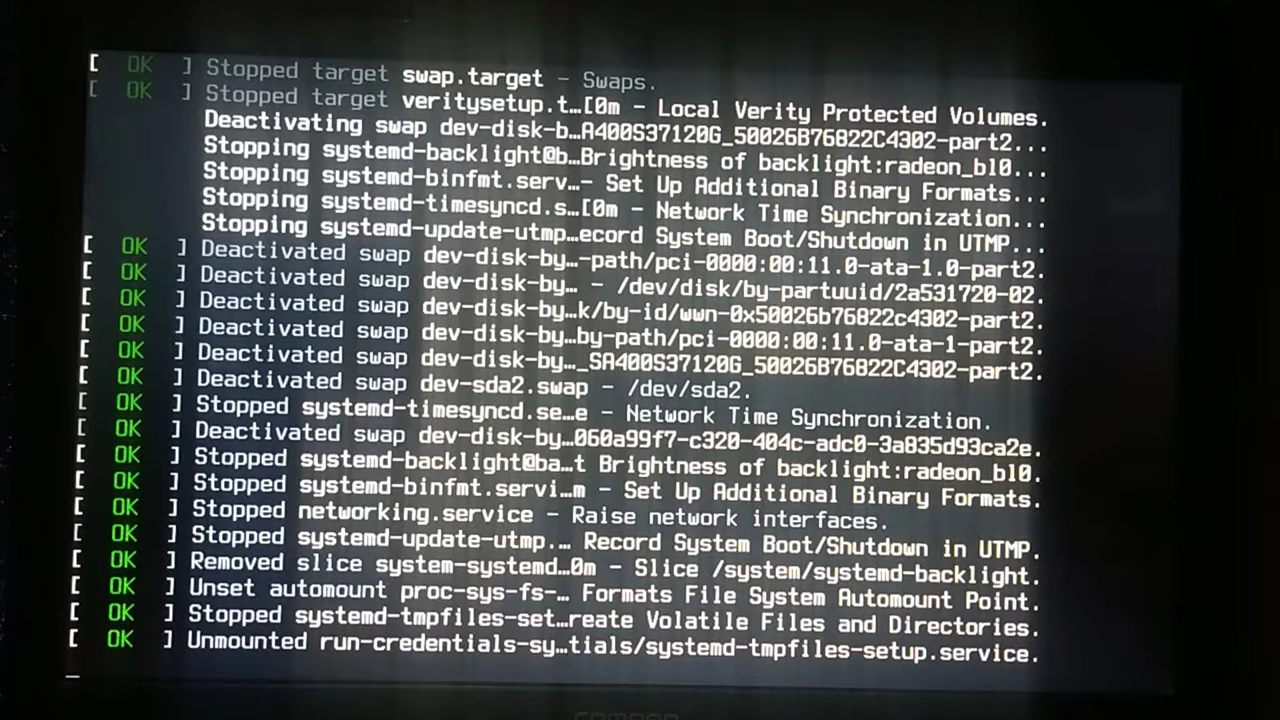 [  OK  ] Stopped target swap.target - Swaps.
[  OK  ] Stopped target veritysetup.t…[0m - Local Verity Protected Volumes.
Deactivating swap dev-disk-b…A400S37120G_50026B76822C4302-part2...
Stopping systemd-backlight@b…Brightness of backlight:radeon_bl0...
Stopping systemd-binfmt.serv…- Set Up Additional Binary Formats...
Stopping systemd-timesyncd.s…[0m - Network Time Synchronization...
Stopping systemd-update-utmp…ecord System Boot/Shutdown in UTMP...
[  OK  ] Deactivated swap dev-disk-by…-path/pci-0000:00:11.0-ata-1.0-part2.
[  OK  ] Deactivated swap dev-disk-by… - /dev/disk/by-partuuid/2a531720-02.
[  OK  ] Deactivated swap dev-disk-by…k/by-id/wwn-0x50026b76822c4302-part2.
[  OK  ] Deactivated swap dev-disk-by…by-path/pci-0000:00:11.0-ata-1-part2.
[  OK  ] Deactivated swap dev-disk-by…_SA400S37120G_50026B76822C4302-part2.
[  OK  ] Deactivated swap dev-sda2.swap - /dev/sda2.
[  OK  ] Stopped systemd-timesyncd.se…e - Network Time Synchronization.
[  OK  ] Deactivated swap dev-disk-by…060a99f7-c320-404c-adc0-3a835d93ca2e.
[  OK  ] Stopped systemd-backlight@ba…t Brightness of backlight:radeon_bl0.
[  OK  ] Stopped systemd-binfmt.servi…m - Set Up Additional Binary Formats.
[  OK  ] Stopped networking.service - Raise network interfaces.
[  OK  ] Stopped systemd-update-utmp.… Record System Boot/Shutdown in UTMP.
[  OK  ] Removed slice system-systemd…0m - Slice /system/systemd-backlight.
[  OK  ] Unset automount proc-sys-fs-… Formats File System Automount Point.
[  OK  ] Stopped systemd-tmpfiles-set…reate Volatile Files and Directories.
[  OK  ] Unmounted run-credentials-sy…tials/systemd-tmpfiles-setup.service.